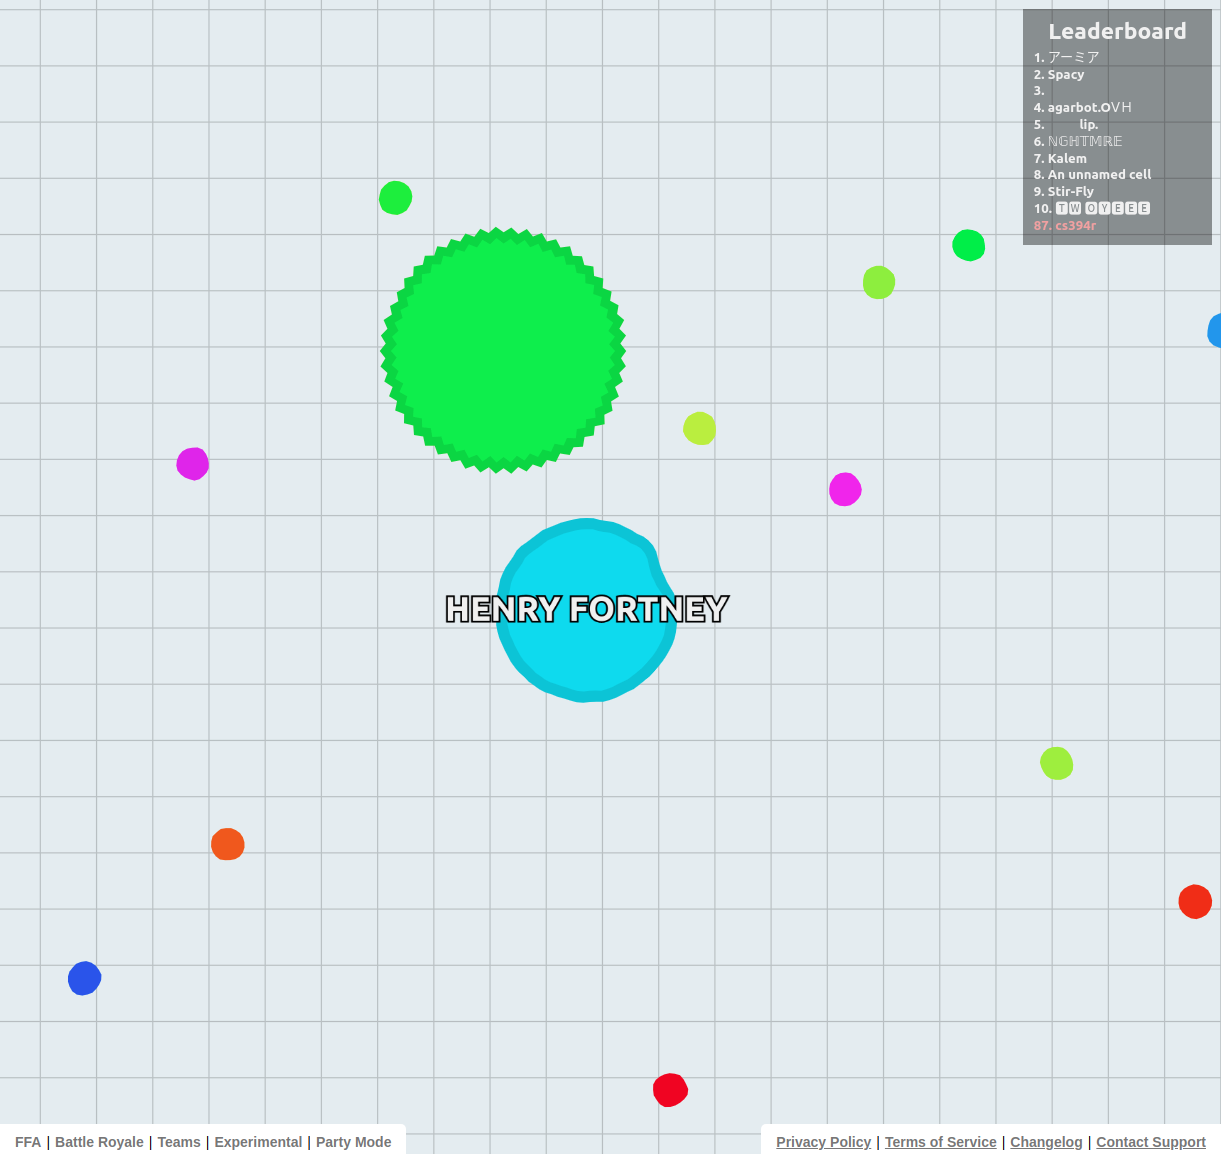 Leaderboard
1. アーミア
2. Spacy
3.
4. agarbot.OVH
5. lip.
6. ℕ𝔾ℍ𝕋𝕄ℝ𝔼
7. Kalem
8. An unnamed cell
9. Stir-Fly
10. 🆃🆆 🅾🆈🅴🅴🅴
87. cs394r
HENRY FORTNEY
FFA | Battle Royale | Teams | Experimental | Party Mode
Privacy Policy | Terms of Service | Changelog | Contact Support